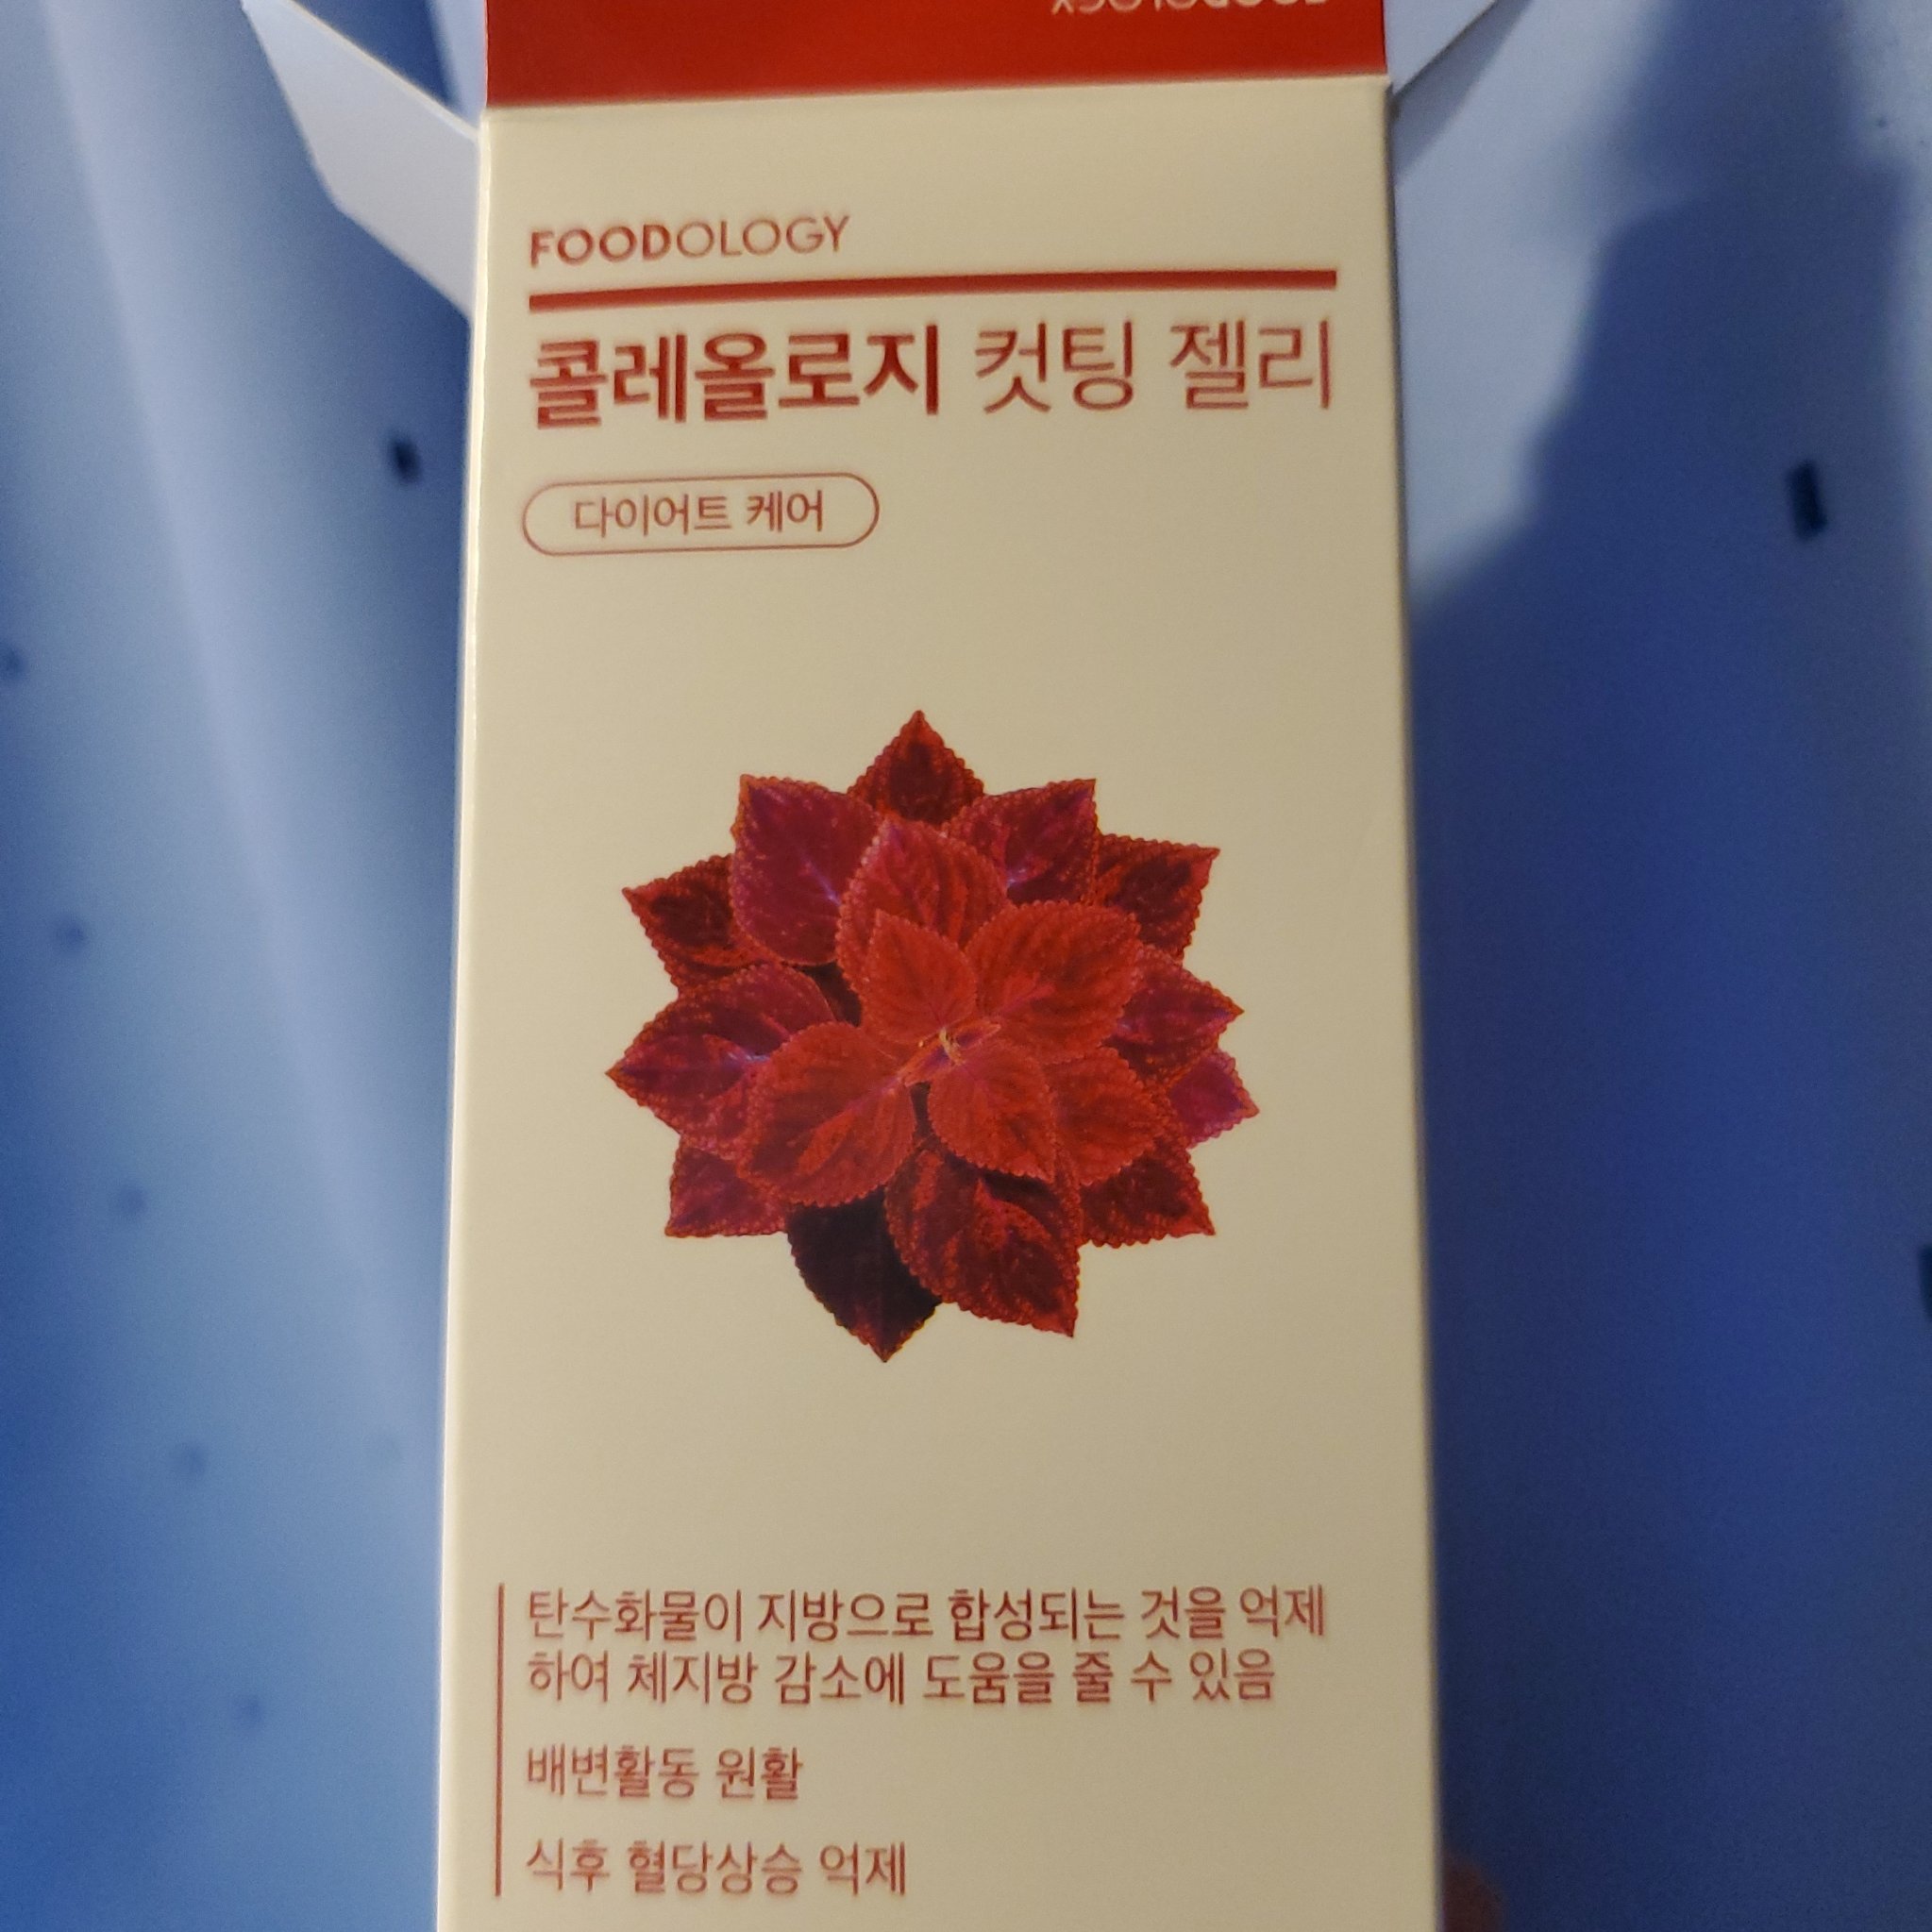 FOODOLOGY
FOODOLOGY
콜레올로지 컷팅 젤리
다이어트 케어
탄수화물이 지방으로 합성되는 것을 억제
하여 체지방 감소에 도움을 줄 수 있음
배변활동 원활
식후 혈당상승 억제